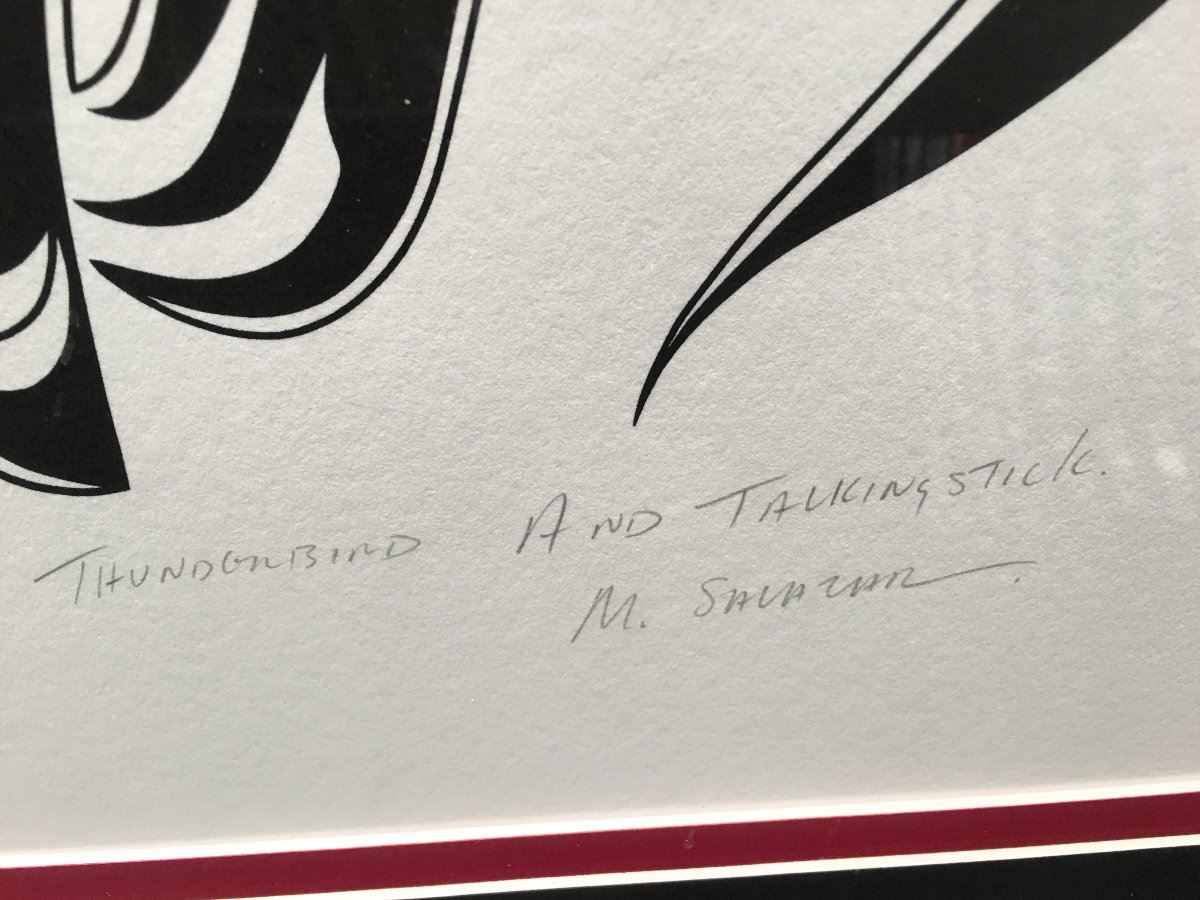 THUNDERBIRD AND TALKINGSTICK.
M. SALAZAR.